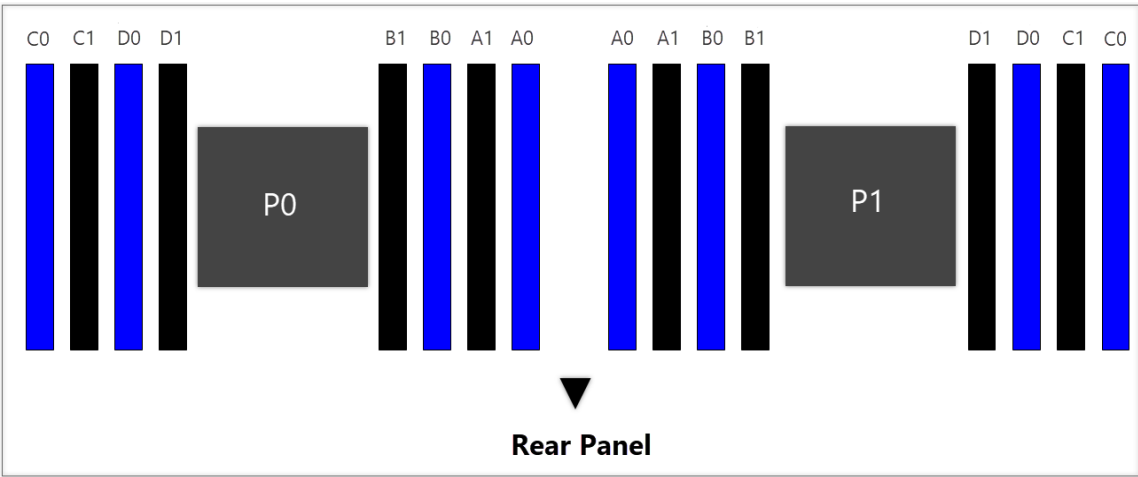 C0 C1 D0 D1 B1 B0 A1 A0 A0 A1 B0 B1 D1 D0 C1 C0
P0 P1
Rear Panel